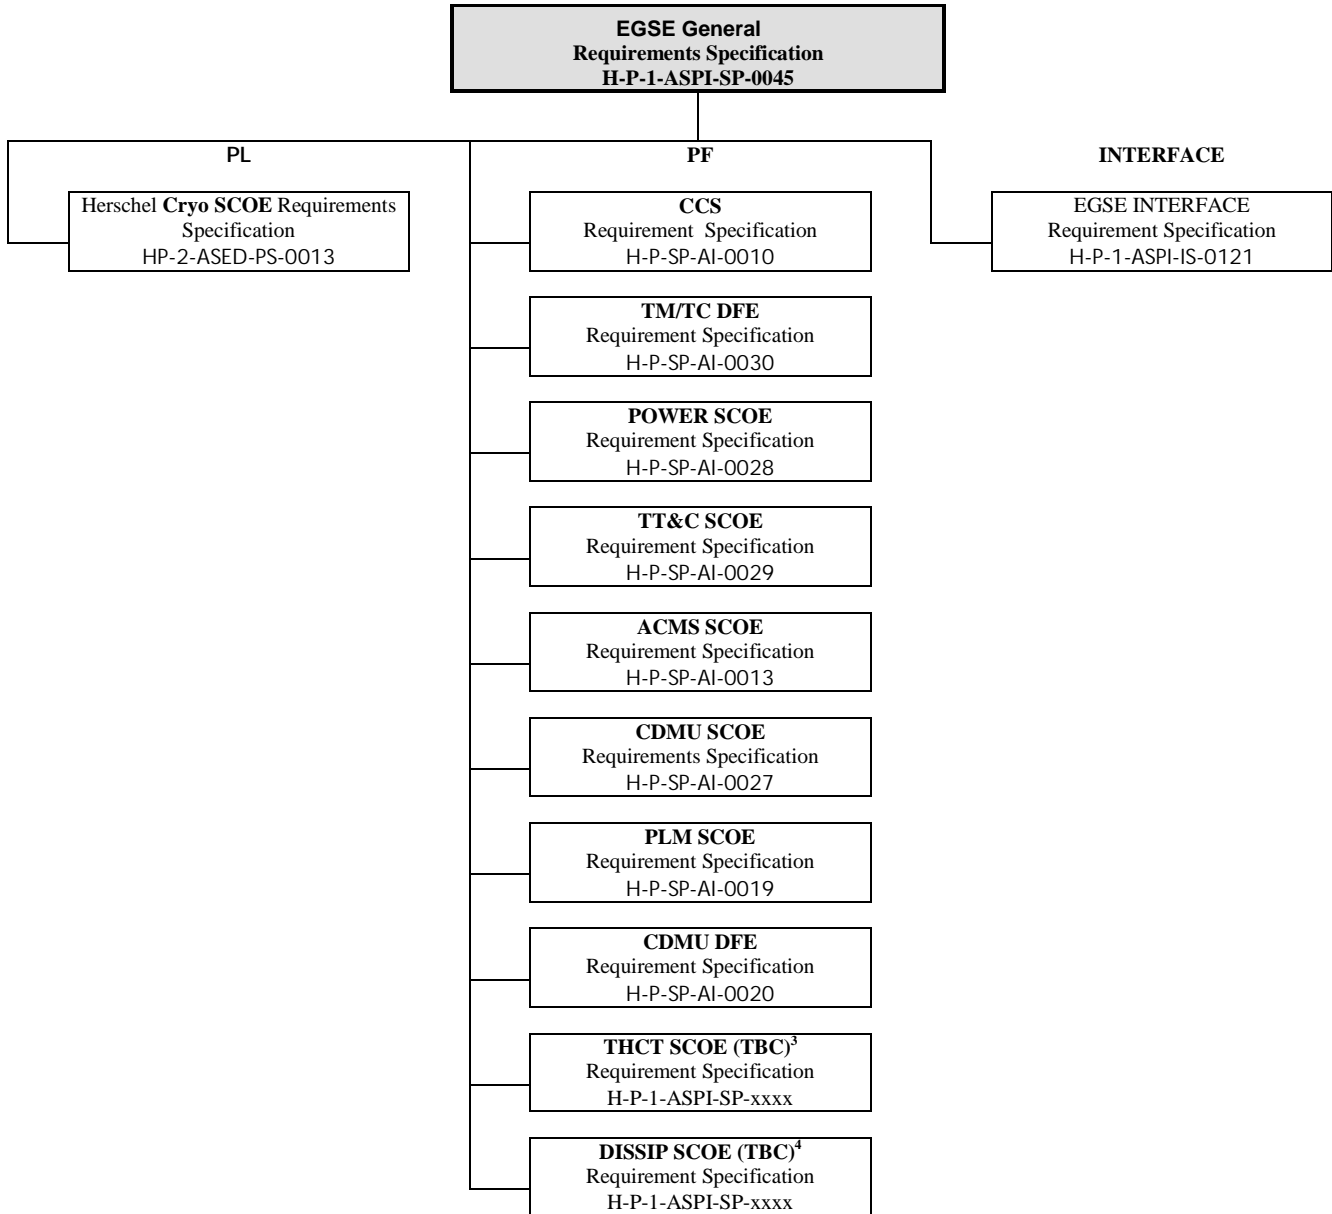 EGSE General
Requirements Specification
H-P-1-ASPI-SP-0045
PL
PF
INTERFACE
Herschel Cryo SCOE Requirements
Specification
HP-2-ASED-PS-0013
CCS
Requirement Specification
H-P-SP-AI-0010
EGSE INTERFACE
Requirement Specification
H-P-1-ASPI-IS-0121
TM/TC DFE
Requirement Specification
H-P-SP-AI-0030
POWER SCOE
Requirement Specification
H-P-SP-AI-0028
TT&C SCOE
Requirement Specification
H-P-SP-AI-0029
ACMS SCOE
Requirement Specification
H-P-SP-AI-0013
CDMU SCOE
Requirements Specification
H-P-SP-AI-0027
PLM SCOE
Requirement Specification
H-P-SP-AI-0019
CDMU DFE
Requirement Specification
H-P-SP-AI-0020
THCT SCOE (TBC)³
Requirement Specification
H-P-1-ASPI-SP-xxxx
DISSIP SCOE (TBC)⁴
Requirement Specification
H-P-1-ASPI-SP-xxxx